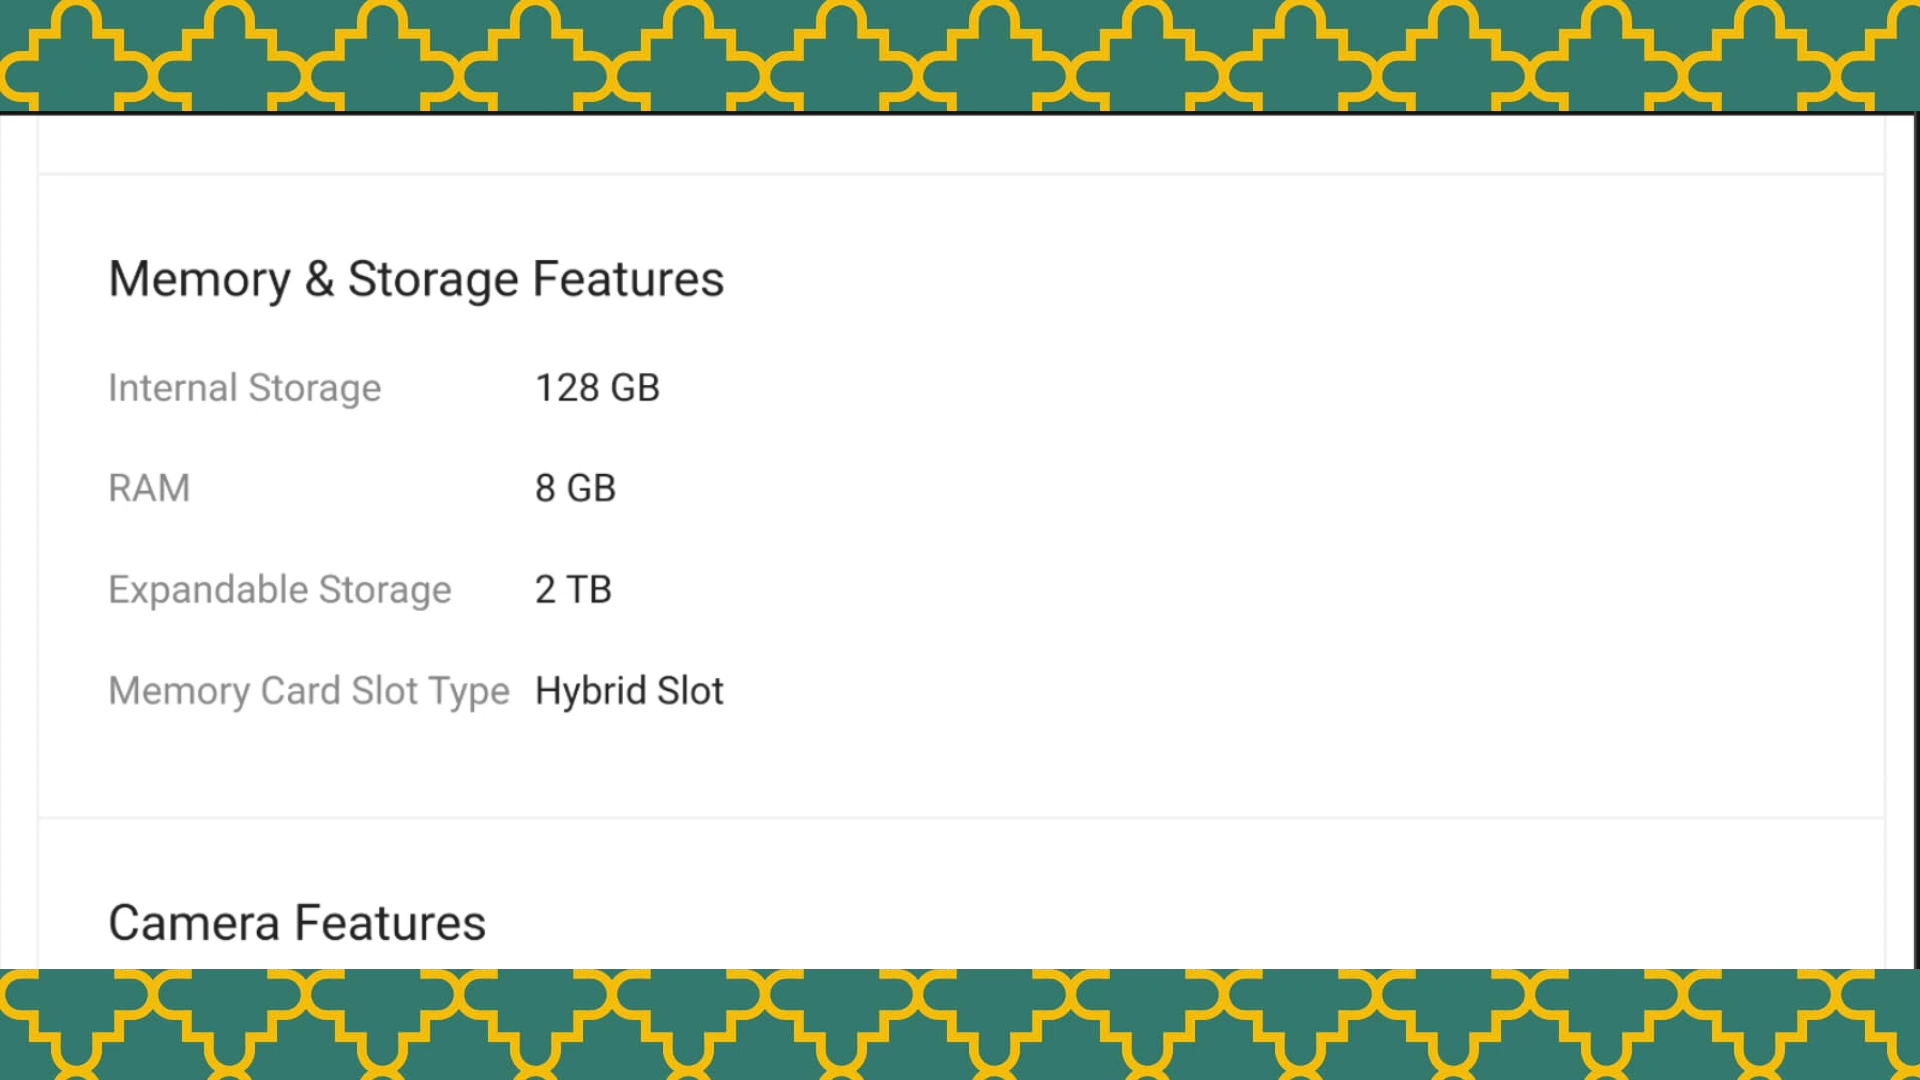 Memory & Storage Features
Internal Storage 128 GB
RAM 8 GB
Expandable Storage 2 TB
Memory Card Slot Type Hybrid Slot
Camera Features